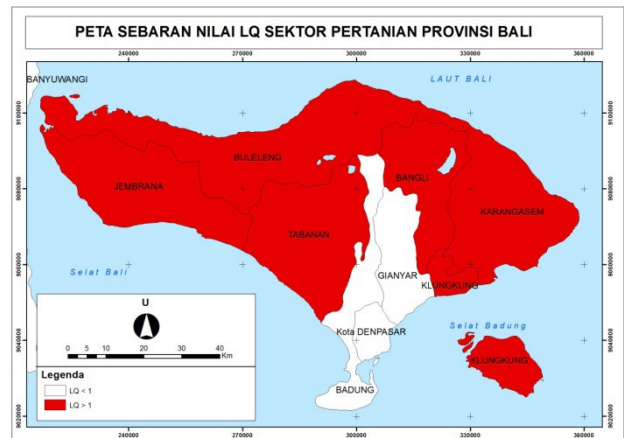 PETA SEBARAN NILAI LQ SEKTOR PERTANIAN PROVINSI BALI
240000 270000 300000 330000 360000
BANYUWANGI
LAUT BALI
9100000 9100000
BULELENG
JEMBRANA
BANGLI
9080000 9080000
KARANGASEM
TABANAN
9060000 9060000
Selat Bali
GIANYAR
KLUNGKUNG
U
Kota DENPASAR
Selat Badung
9040000 9040000
0 5 10 20 30 40
Km
KLUNGKUNG
Legenda
LQ < 1
LQ > 1
BADUNG
9020000 9020000
240000 270000 300000 330000 360000